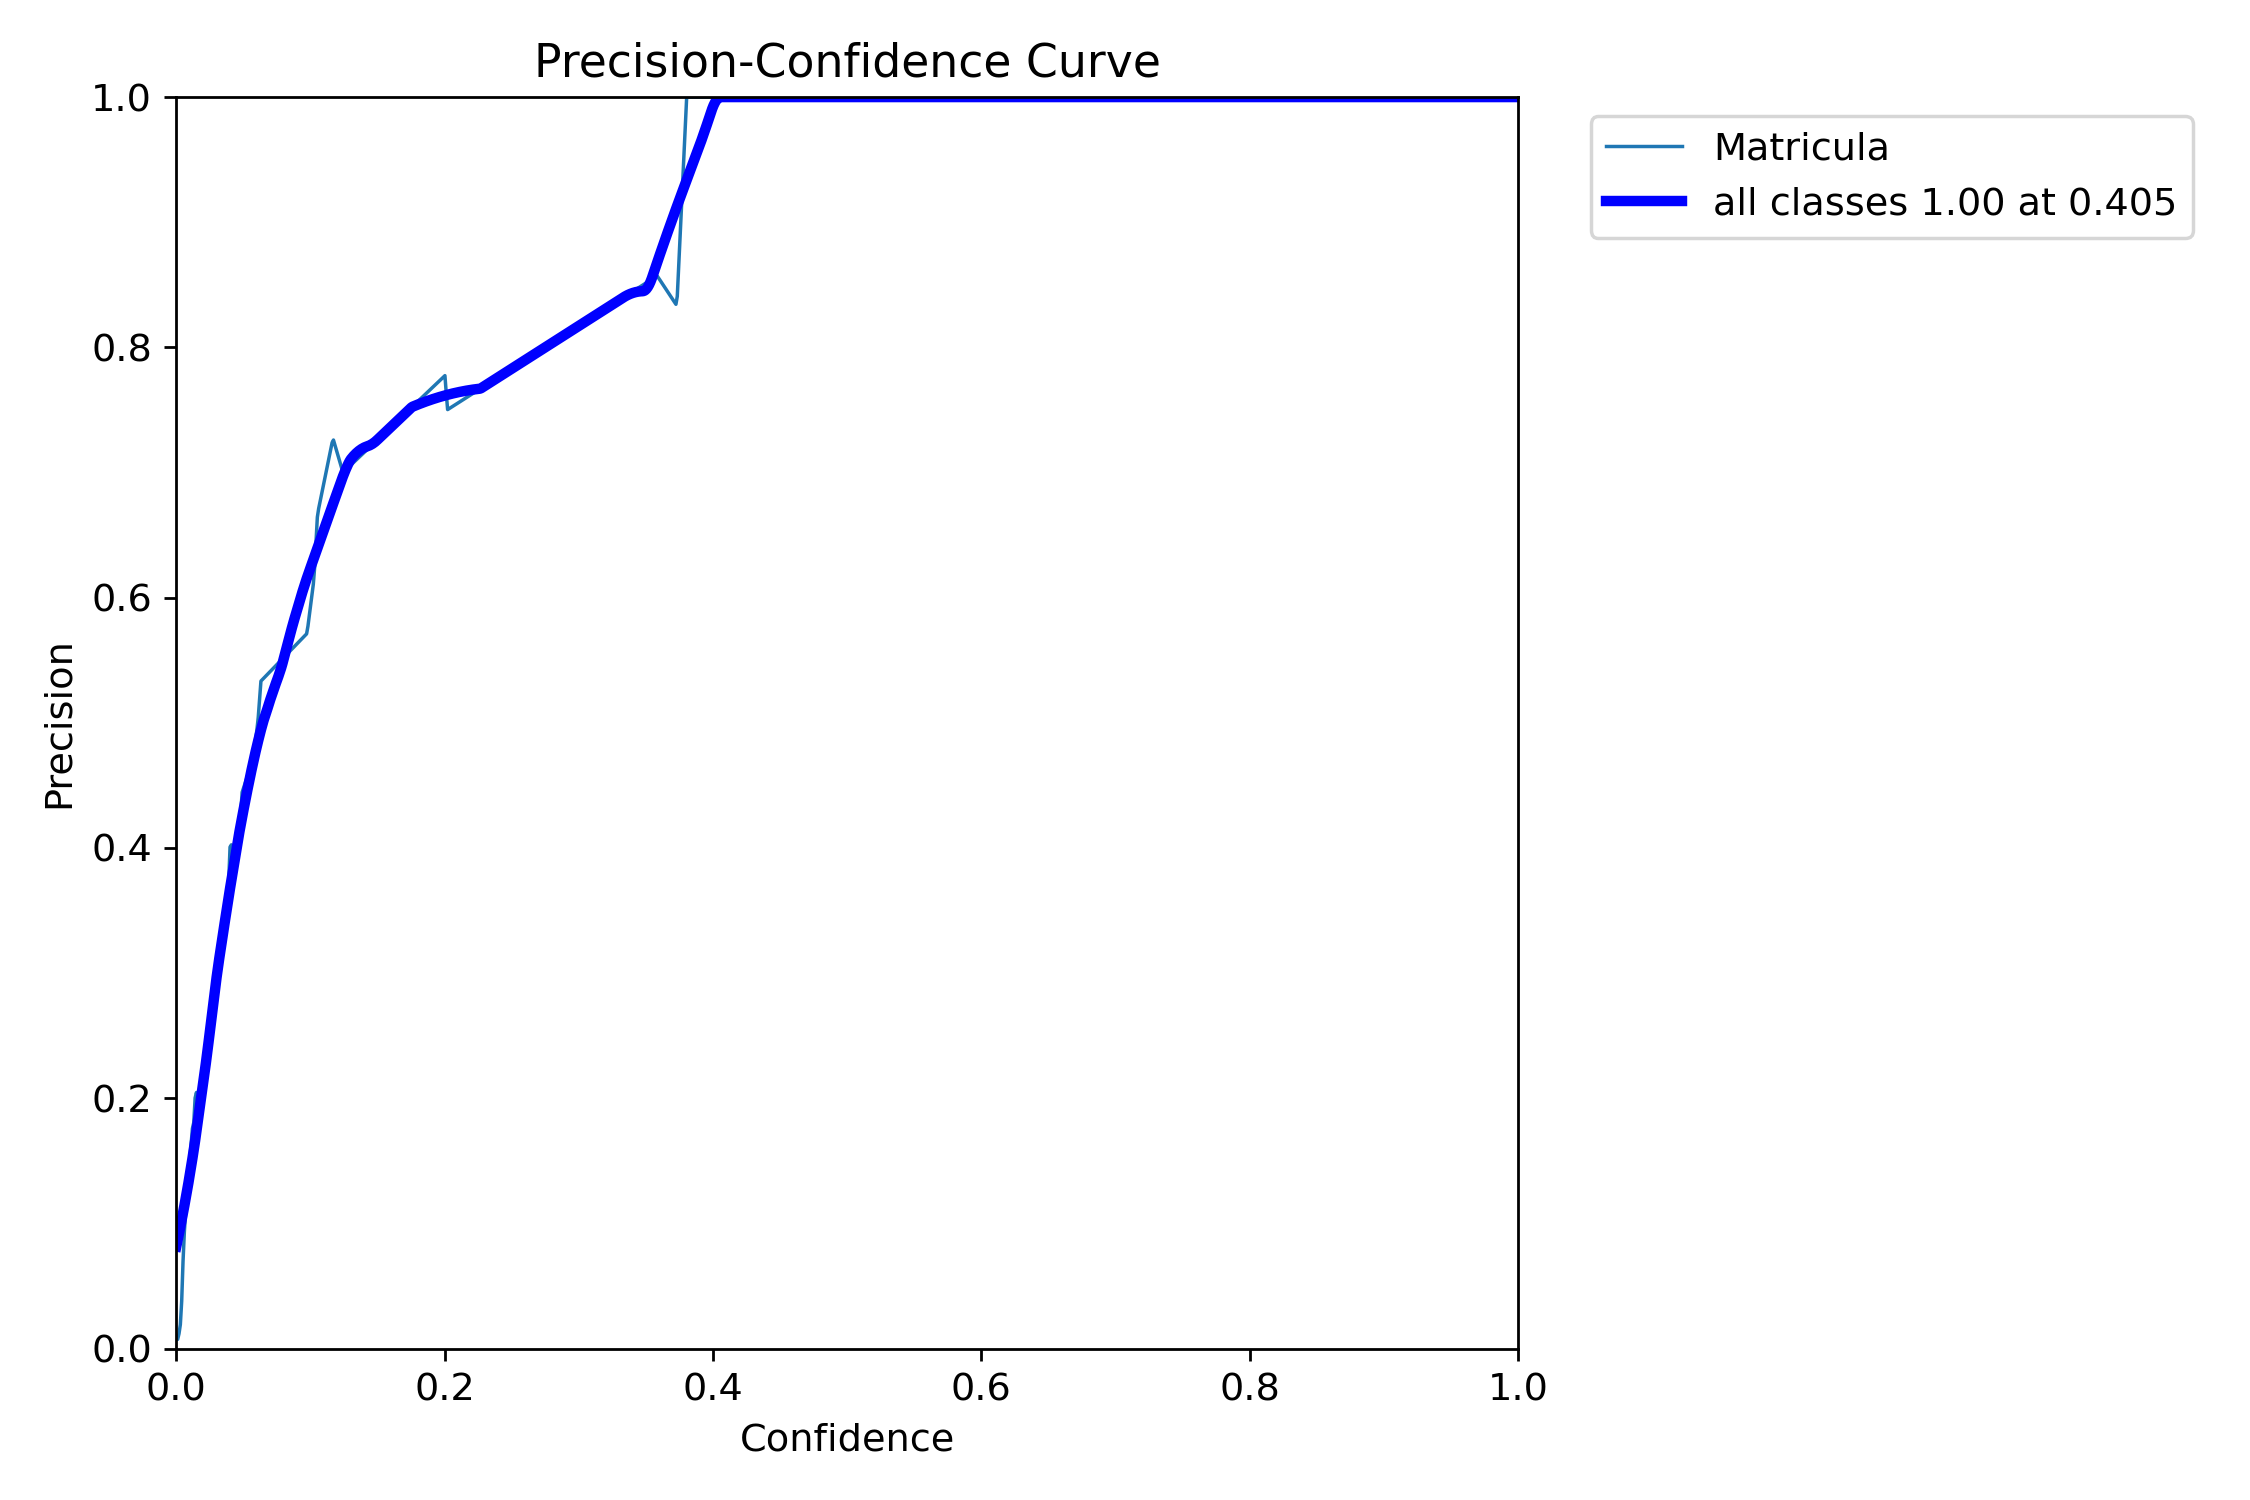 Precision-Confidence Curve
Matricula
all classes 1.00 at 0.405
Precision
1.0
0.8
0.6
0.4
0.2
0.0
0.0 0.2 0.4 0.6 0.8 1.0
Confidence